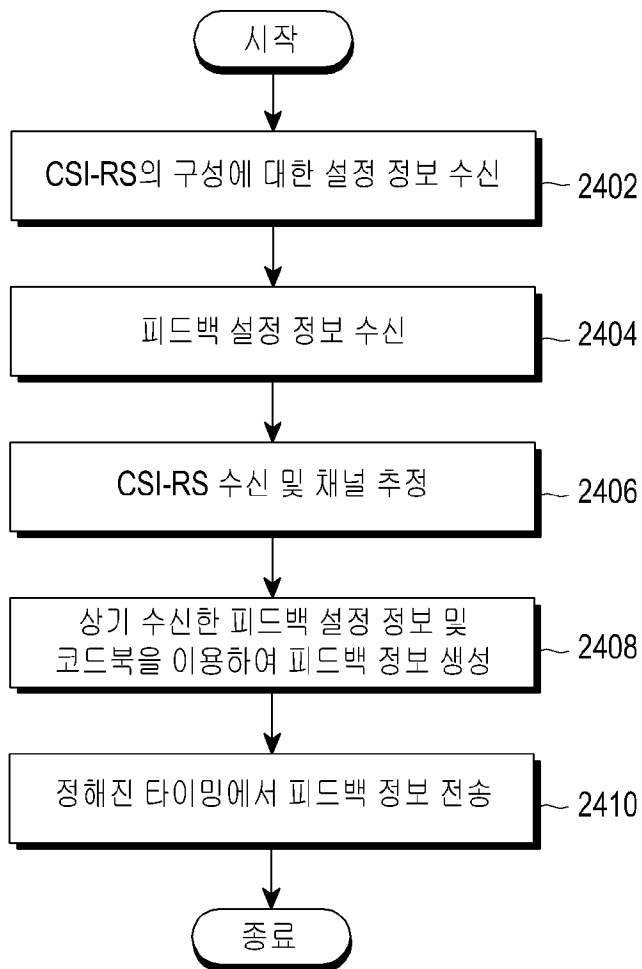 시작
CSI-RS의 구성에 대한 설정 정보 수신
2402
피드백 설정 정보 수신
2404
CSI-RS 수신 및 채널 추정
2406
상기 수신한 피드백 설정 정보 및
코드북을 이용하여 피드백 정보 생성
2408
정해진 타이밍에서 피드백 정보 전송
2410
종료